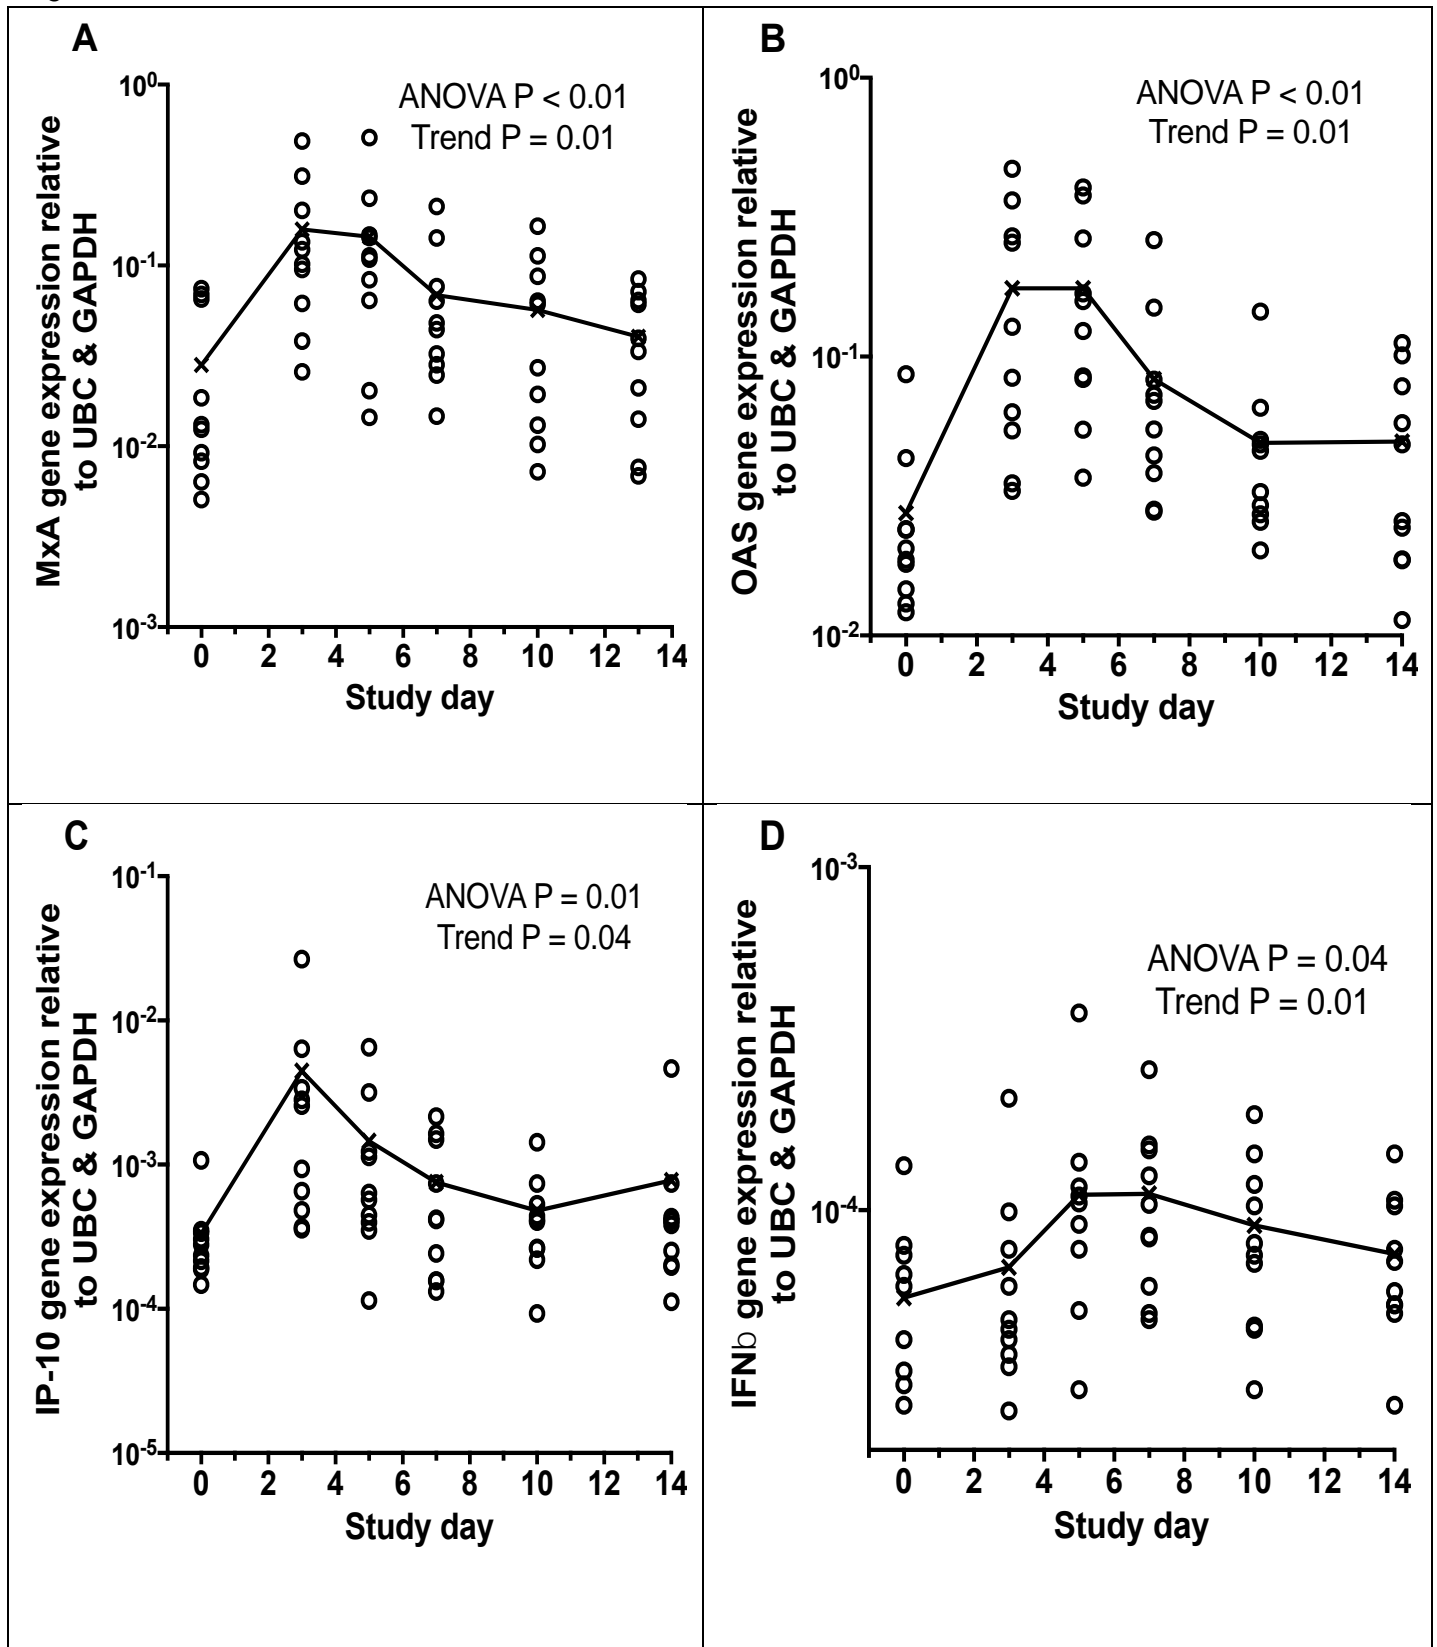 A
MxA gene expression relative
to UBC & GAPDH
ANOVA P < 0.01
Trend P = 0.01
10⁰
10⁻¹
10⁻²
10⁻³
0 2 4 6 8 10 12 14
Study day
B
OAS gene expression relative
to UBC & GAPDH
ANOVA P < 0.01
Trend P = 0.01
10⁰
10⁻¹
10⁻²
0 2 4 6 8 10 12 14
Study day
C
IP-10 gene expression relative
to UBC & GAPDH
ANOVA P = 0.01
Trend P = 0.04
10⁻¹
10⁻²
10⁻³
10⁻⁴
10⁻⁵
0 2 4 6 8 10 12 14
Study day
D
IFNb gene expression relative
to UBC & GAPDH
ANOVA P = 0.04
Trend P = 0.01
10⁻³
10⁻⁴
0 2 4 6 8 10 12 14
Study day